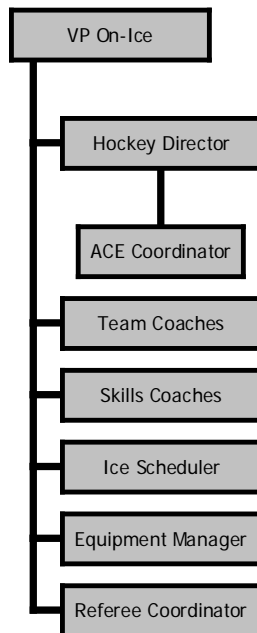 VP On-Ice
Hockey Director
ACE Coordinator
Team Coaches
Skills Coaches
Ice Scheduler
Equipment Manager
Referee Coordinator